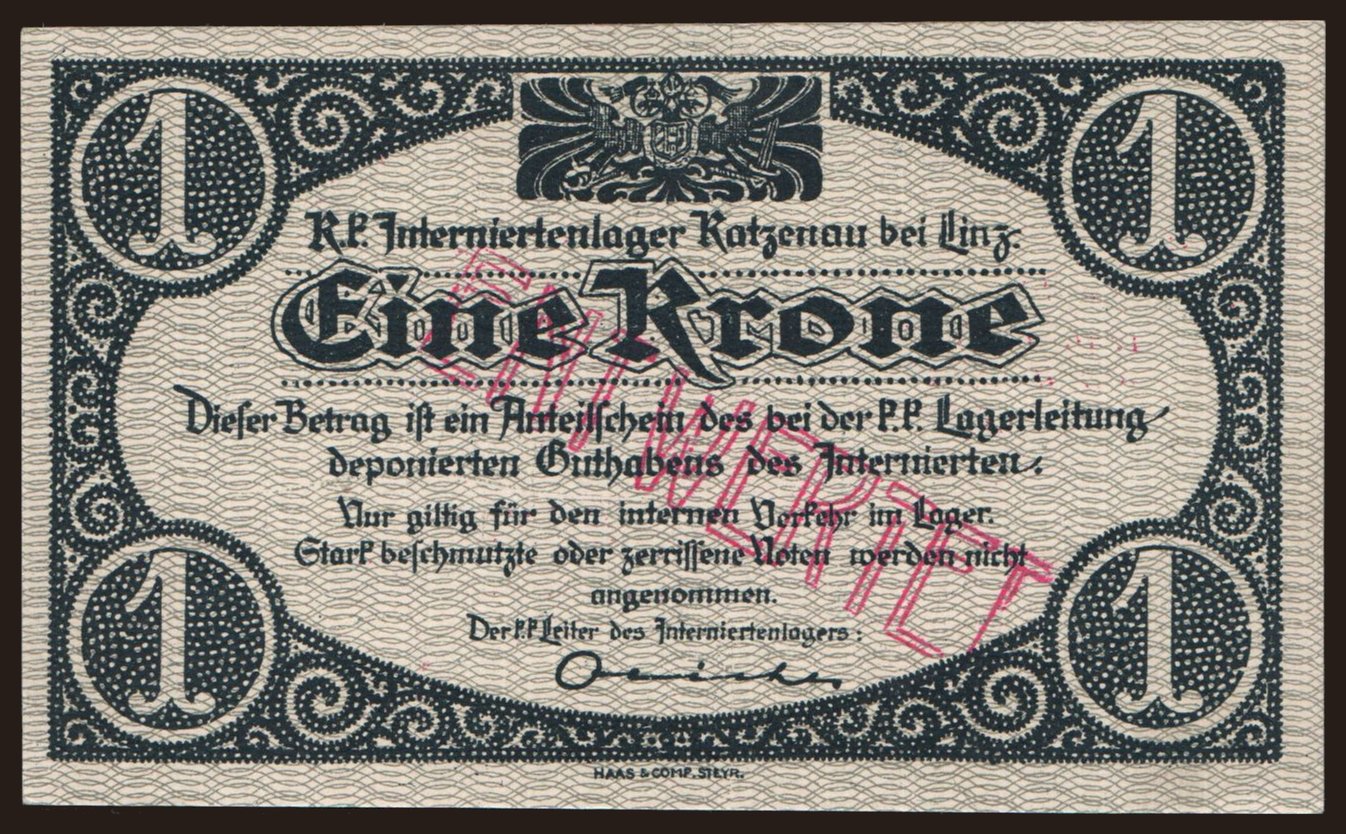 1 1
K.k. Interniertenlager Katzenau bei Linz.
Eine Krone
Dieser Betrag ist ein Anteilschein des bei der k.k. Lagerleitung
deponierten Guthabens des Internierten.
Nur giltig für den internen Verkehr im Lager.
Stark beschmutzte oder zerrissene Noten werden nicht
angenommen.
Der k.k Leiter des Interniertenlagers:
1 1
HAAS & COMP. STEYR.
ENTWERTET